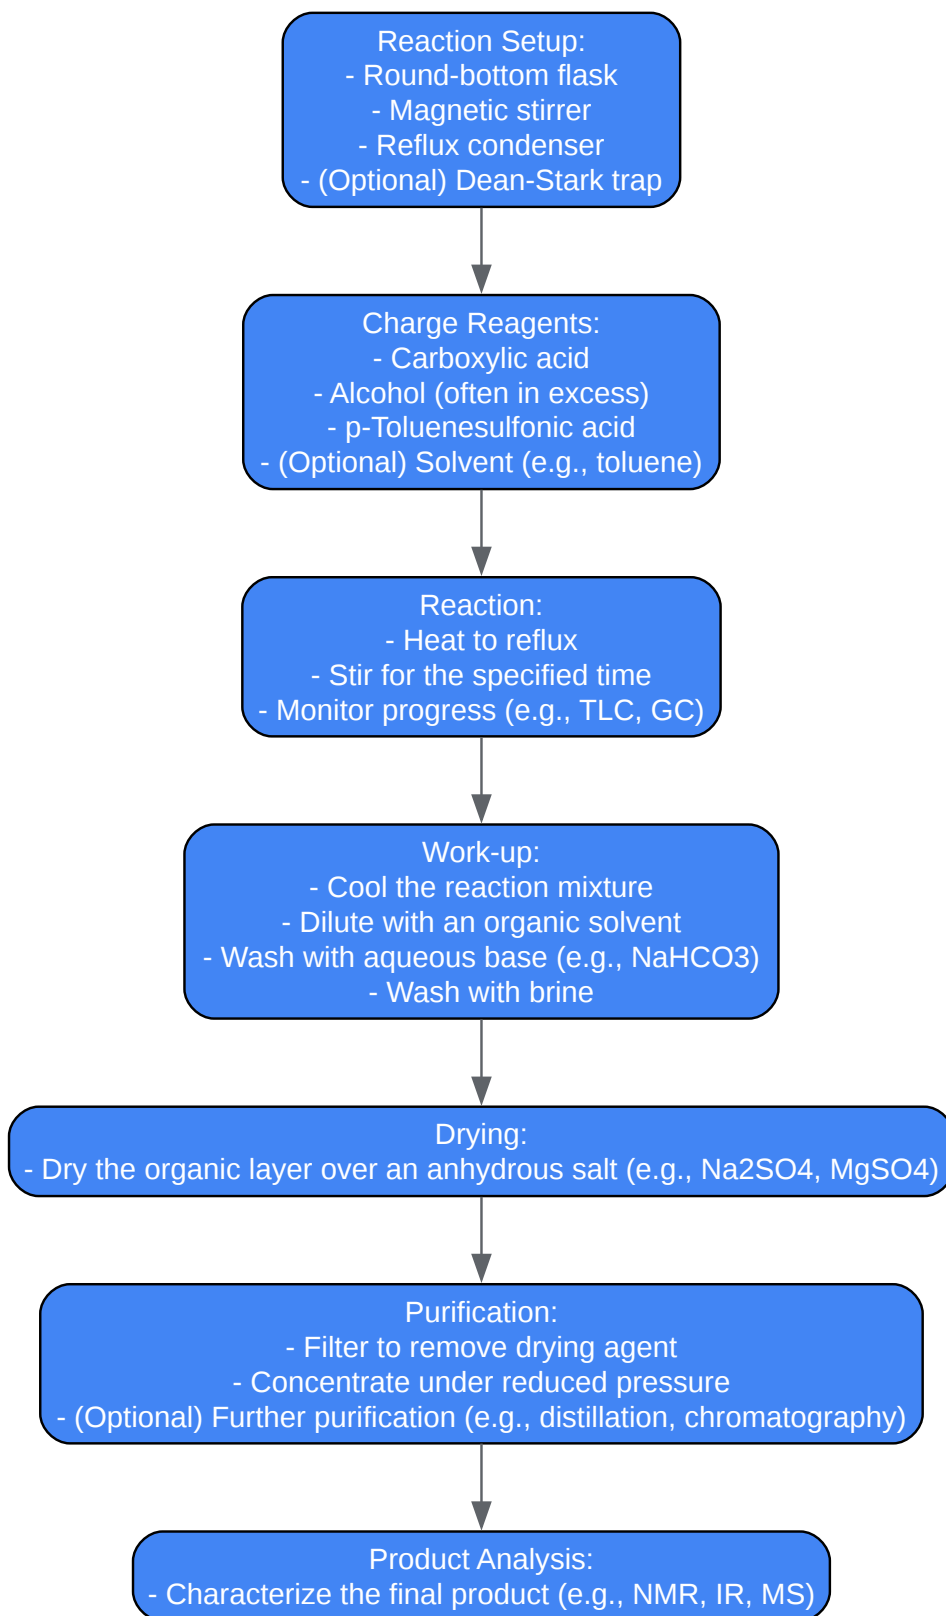 Reaction Setup:
- Round-bottom flask
- Magnetic stirrer
- Reflux condenser
- (Optional) Dean-Stark trap
Charge Reagents:
- Carboxylic acid
- Alcohol (often in excess)
- p-Toluenesulfonic acid
- (Optional) Solvent (e.g., toluene)
Reaction:
- Heat to reflux
- Stir for the specified time
- Monitor progress (e.g., TLC, GC)
Work-up:
- Cool the reaction mixture
- Dilute with an organic solvent
- Wash with aqueous base (e.g., NaHCO3)
- Wash with brine
Drying:
- Dry the organic layer over an anhydrous salt (e.g., Na2SO4, MgSO4)
Purification:
- Filter to remove drying agent
- Concentrate under reduced pressure
- (Optional) Further purification (e.g., distillation, chromatography)
Product Analysis:
- Characterize the final product (e.g., NMR, IR, MS)